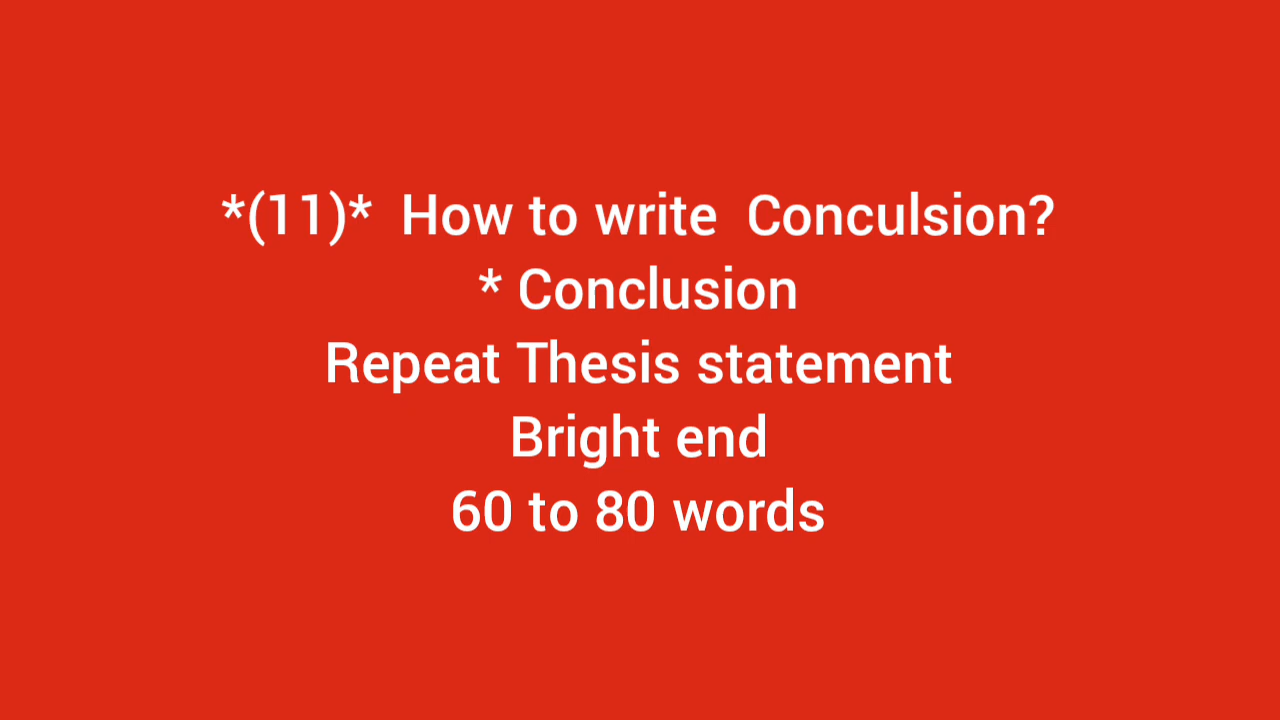 *(11)*  How to write  Conculsion?
* Conclusion
Repeat Thesis statement
Bright end
60 to 80 words